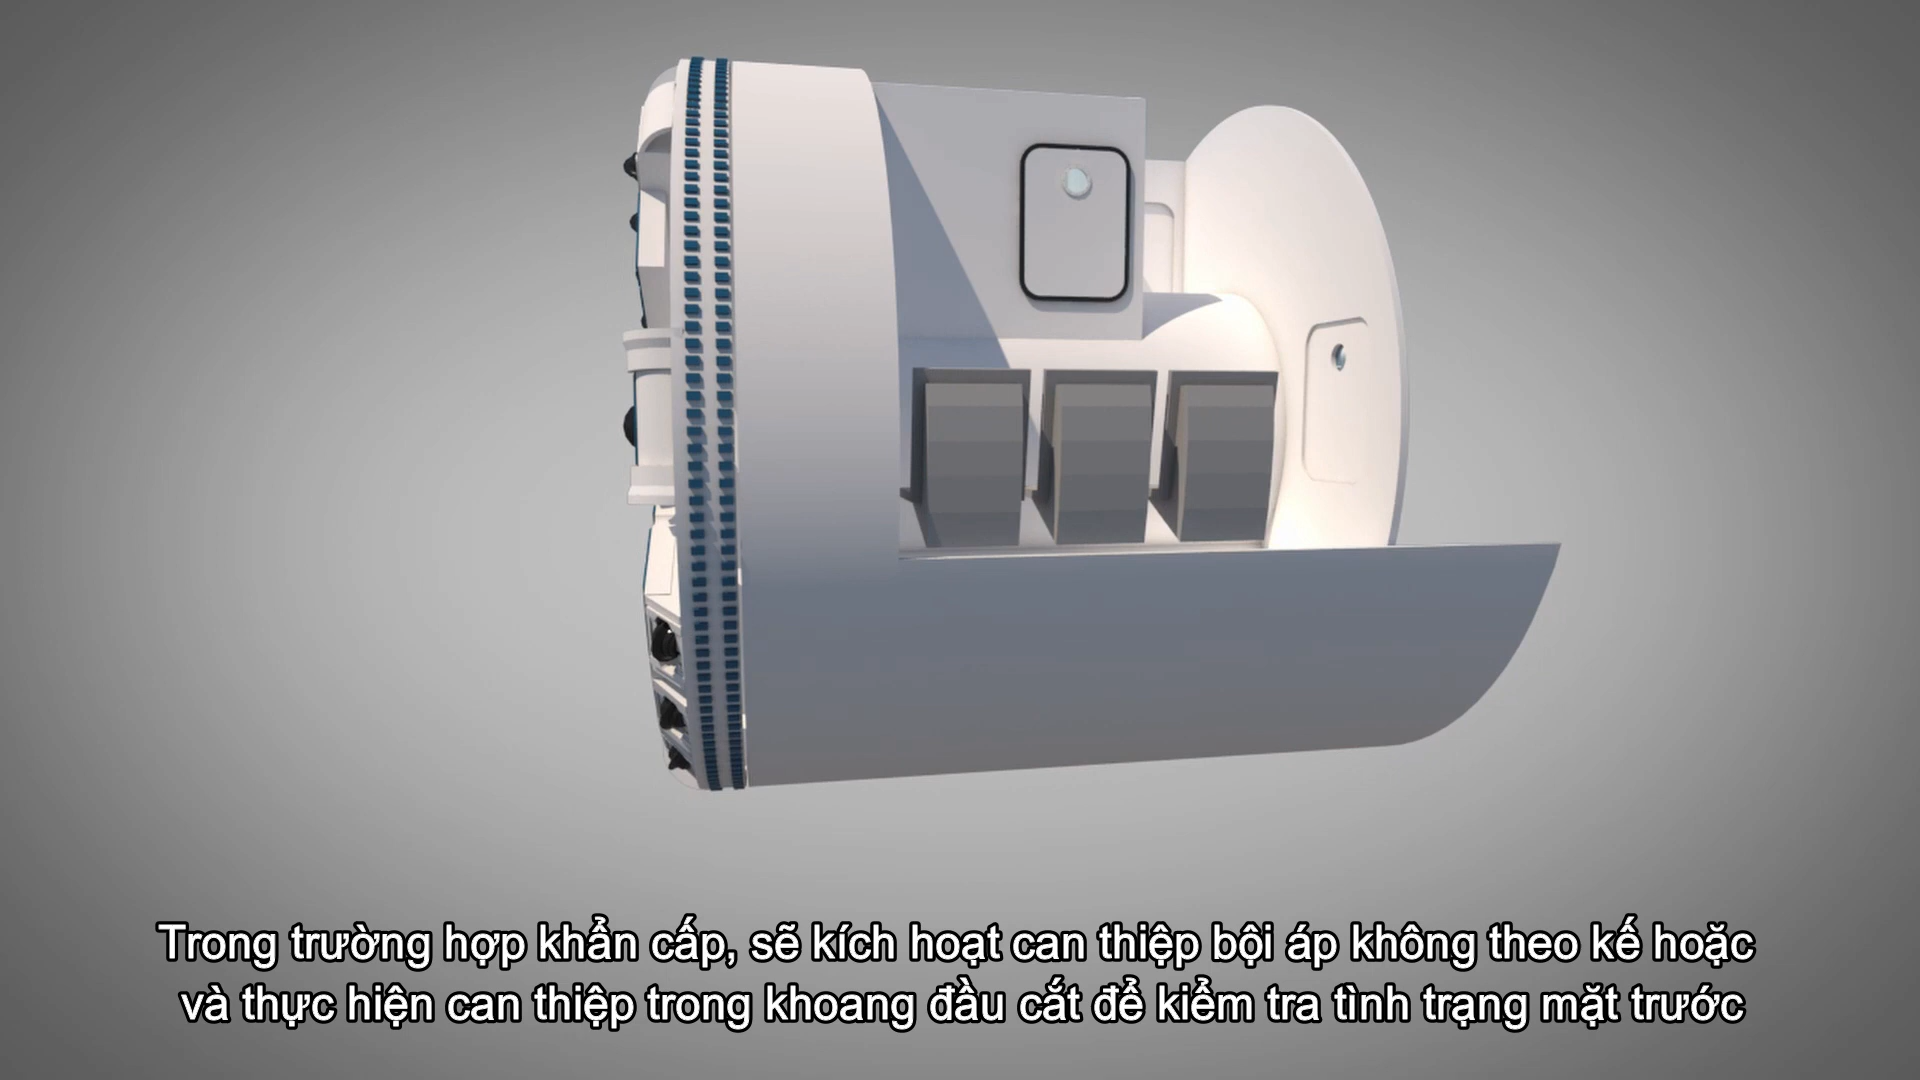 Trong trường hợp khẩn cấp, sẽ kích hoạt can thiệp bội áp không theo kế hoặc
và thực hiện can thiệp trong khoang đầu cắt để kiểm tra tình trạng mặt trước